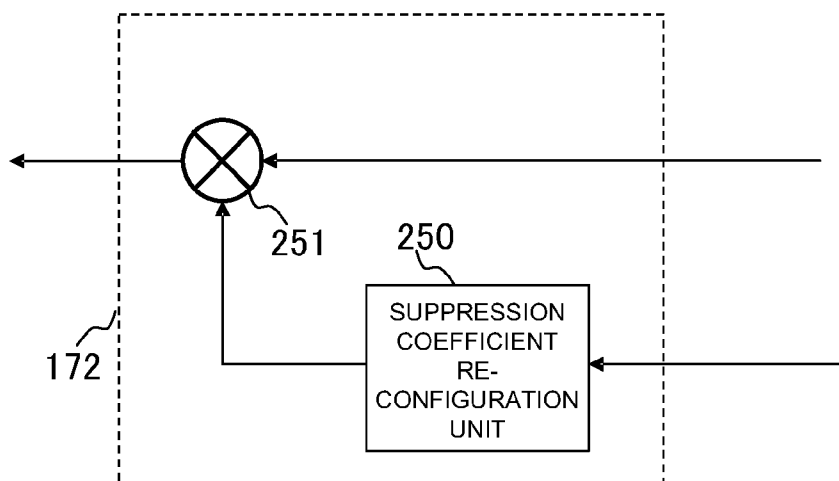 251
250
SUPPRESSION
COEFFICIENT
RE-
CONFIGURATION
UNIT
172